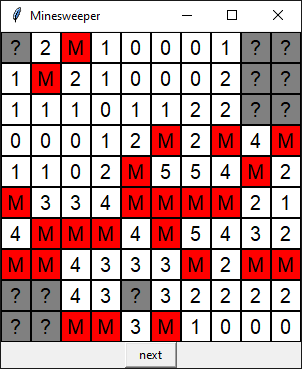 Minesweeper
? 2 M 1 0 0 0 1 ? ?
1 M 2 1 0 0 0 2 ? ?
1 1 1 0 1 1 2 2 ? ?
0 0 0 1 2 M 2 M 4 M
1 1 0 2 M 5 5 4 M 2
M 3 3 4 M M M M 2 1
4 M M M 4 M 5 4 3 2
M M 4 3 3 3 M 2 M M
? ? 4 3 ? 3 2 2 2 2
? ? M M 3 M 1 0 0 0
next